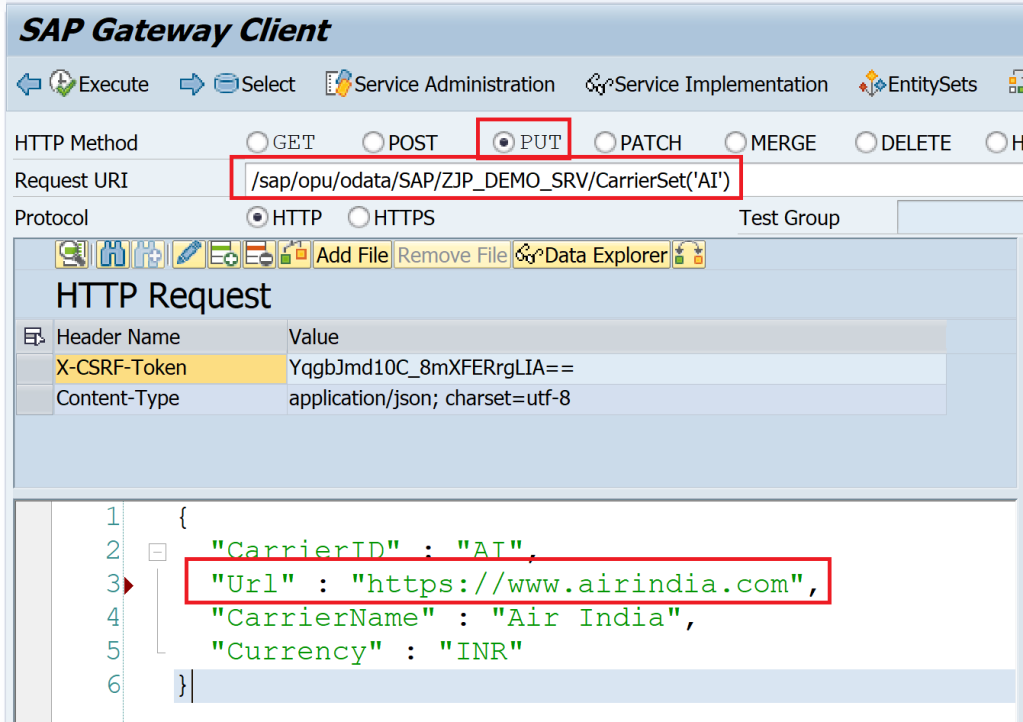 SAP Gateway Client
Execute Select Service Administration Service Implementation EntitySets
HTTP Method GET POST PUT PATCH MERGE DELETE H
Request URI /sap/opu/odata/SAP/ZJP_DEMO_SRV/CarrierSet('AI')
Protocol HTTP HTTPS Test Group
Add File Remove File Data Explorer
HTTP Request
Header Name Value
X-CSRF-Token YqgbJmd10C_8mXFERrgLIA==
Content-Type application/json; charset=utf-8
1 {
2 "CarrierID" : "AI",
3 "Url" : "https://www.airindia.com",
4 "CarrierName" : "Air India",
5 "Currency" : "INR"
6 }